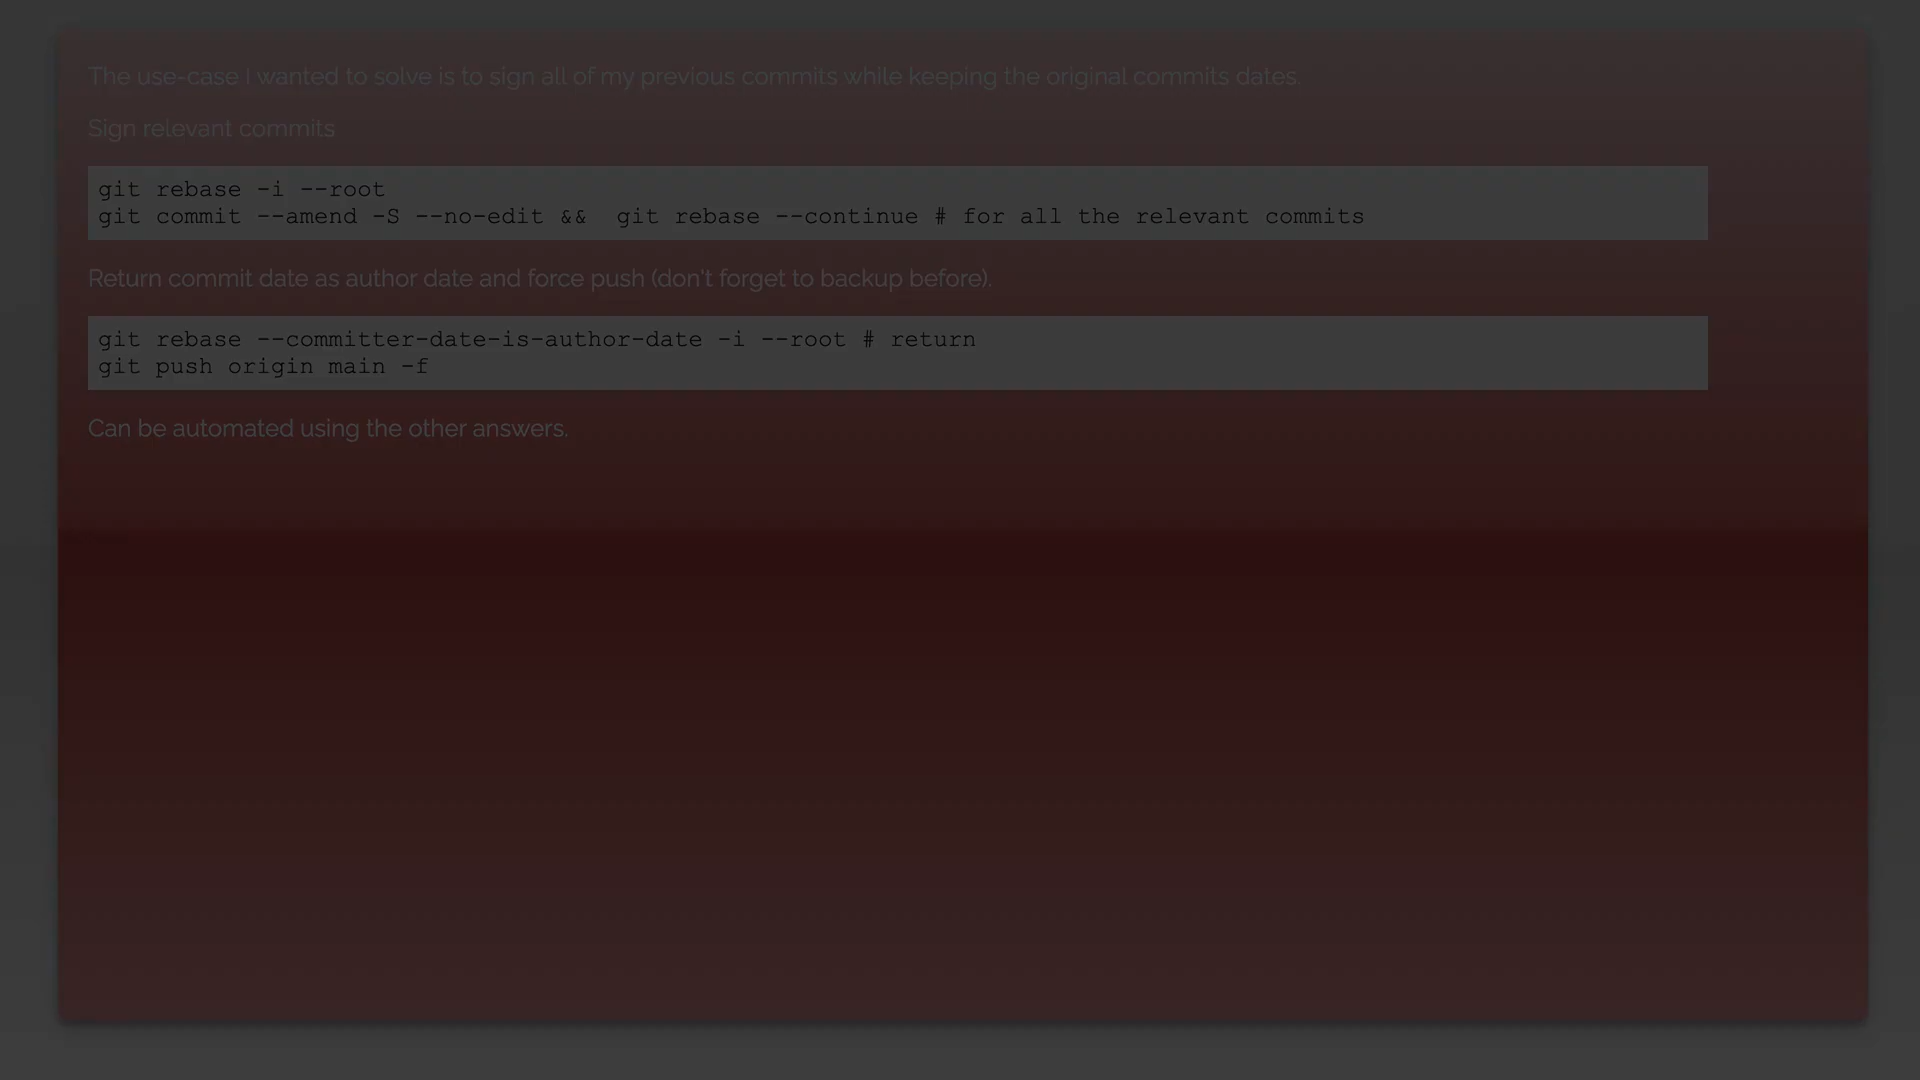 The use-case I wanted to solve is to sign all of my previous commits while keeping the original commits dates.
Sign relevant commits
git rebase -i --root
git commit --amend -S --no-edit &&  git rebase --continue # for all the relevant commits
Return commit date as author date and force push (don't forget to backup before).
git rebase --committer-date-is-author-date -i --root # return
git push origin main -f
Can be automated using the other answers.